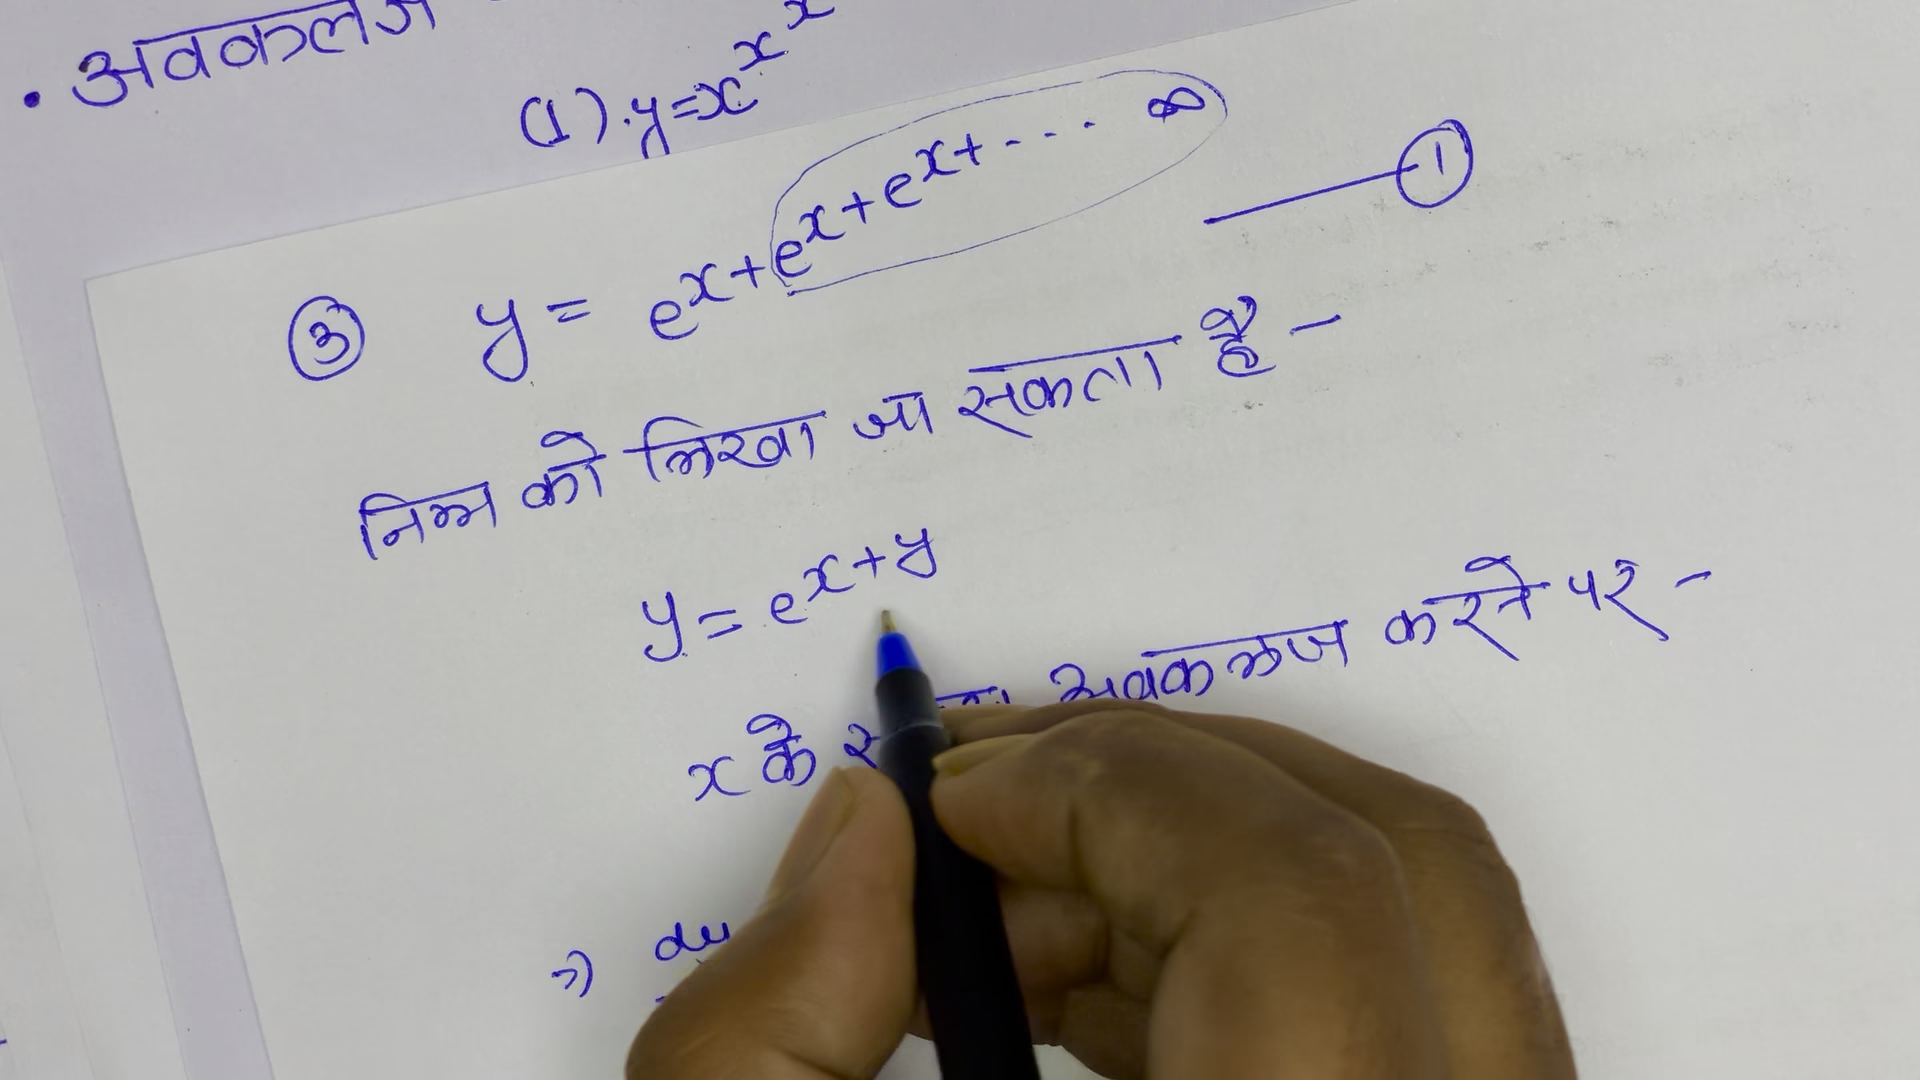 • अवकलज
(1). y = x^x^x
③ y = e^x+e^x+e^x+---- ∞ —— ①
निम्न को लिखा जा सकता है –
y = e^x+y
x के अवकलज करने पर –
⇒ dy